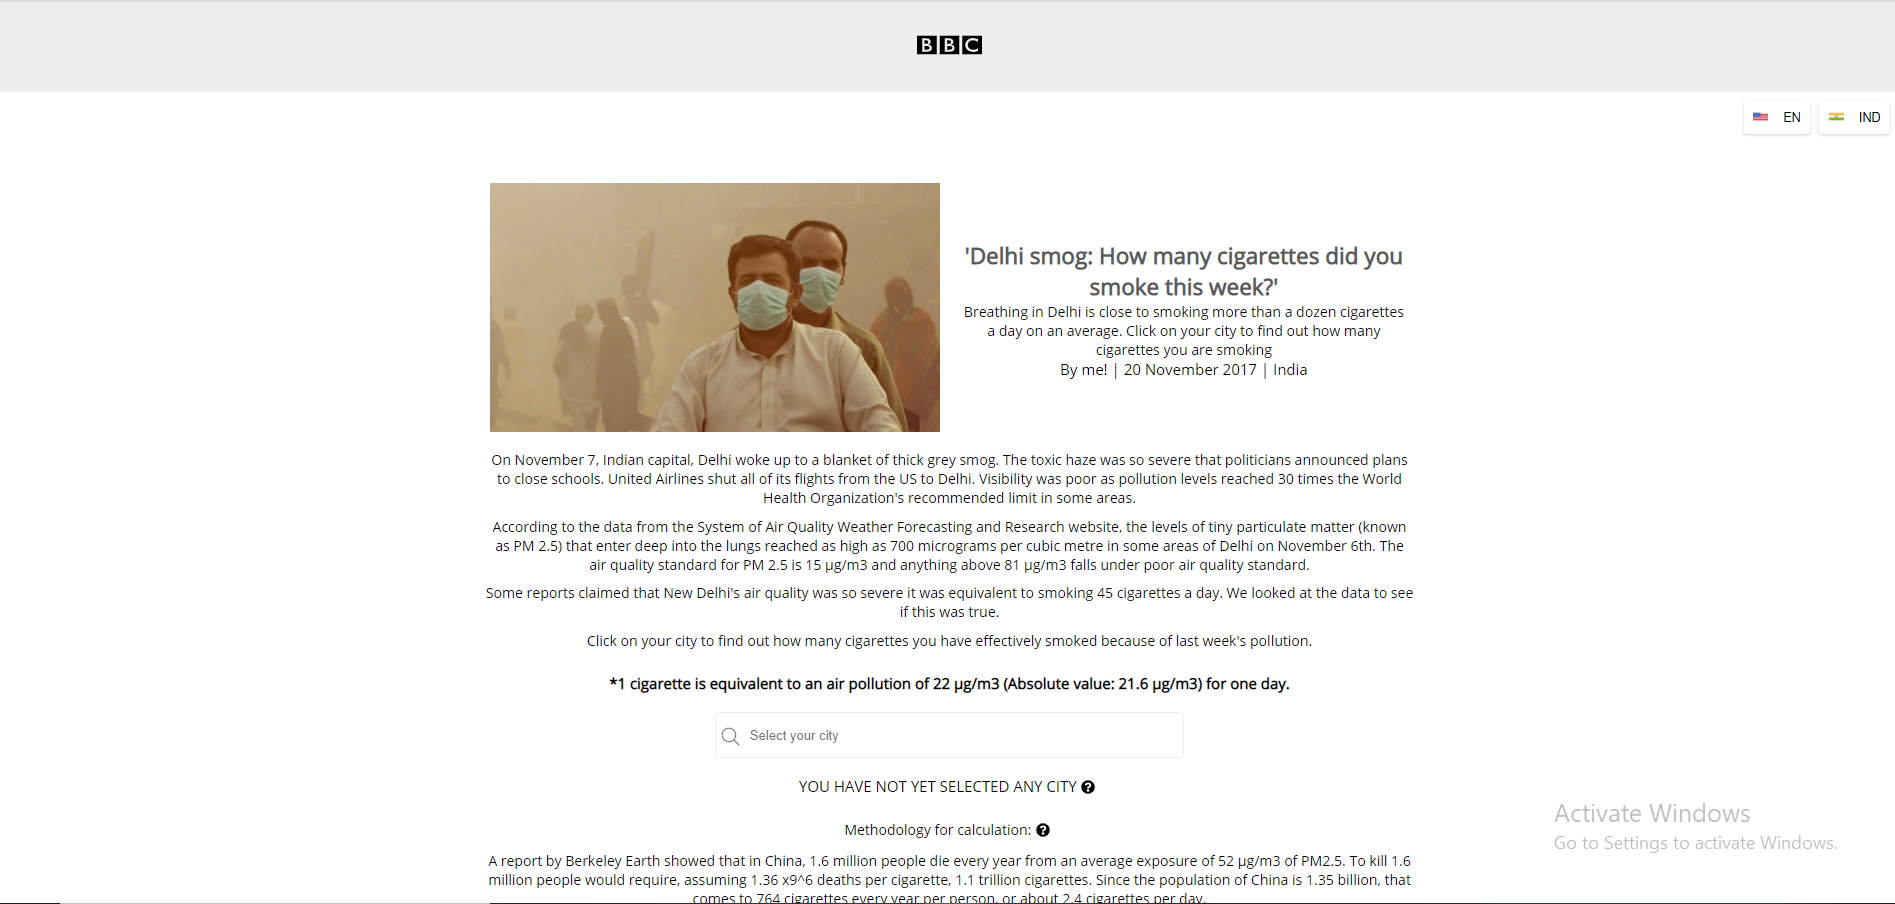 BBC
EN
IND
'Delhi smog: How many cigarettes did you
smoke this week?'
Breathing in Delhi is close to smoking more than a dozen cigarettes
a day on an average. Click on your city to find out how many
cigarettes you are smoking
By me! | 20 November 2017 | India
On November 7, Indian capital, Delhi woke up to a blanket of thick grey smog. The toxic haze was so severe that politicians announced plans
to close schools. United Airlines shut all of its flights from the US to Delhi. Visibility was poor as pollution levels reached 30 times the World
Health Organization's recommended limit in some areas.
According to the data from the System of Air Quality Weather Forecasting and Research website, the levels of tiny particulate matter (known
as PM 2.5) that enter deep into the lungs reached as high as 700 micrograms per cubic metre in some areas of Delhi on November 6th. The
air quality standard for PM 2.5 is 15 µg/m3 and anything above 81 µg/m3 falls under poor air quality standard.
Some reports claimed that New Delhi's air quality was so severe it was equivalent to smoking 45 cigarettes a day. We looked at the data to see
if this was true.
Click on your city to find out how many cigarettes you have effectively smoked because of last week's pollution.
*1 cigarette is equivalent to an air pollution of 22 µg/m3 (Absolute value: 21.6 µg/m3) for one day.
Select your city
YOU HAVE NOT YET SELECTED ANY CITY ?
Methodology for calculation: ?
A report by Berkeley Earth showed that in China, 1.6 million people die every year from an average exposure of 52 µg/m3 of PM2.5. To kill 1.6
million people would require, assuming 1.36 x9^6 deaths per cigarette, 1.1 trillion cigarettes. Since the population of China is 1.35 billion, that
comes to 764 cigarettes every year per person, or about 2.4 cigarettes per day.
Activate Windows
Go to Settings to activate Windows.